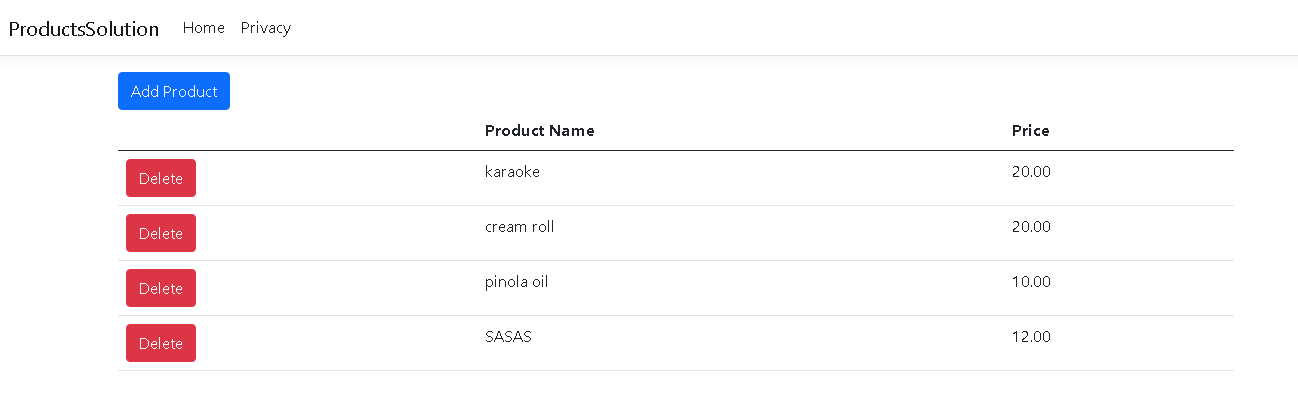 ProductsSolution Home Privacy
Add Product
Product Name Price
Delete karaoke 20.00
Delete cream roll 20.00
Delete pinola oil 10.00
Delete SASAS 12.00